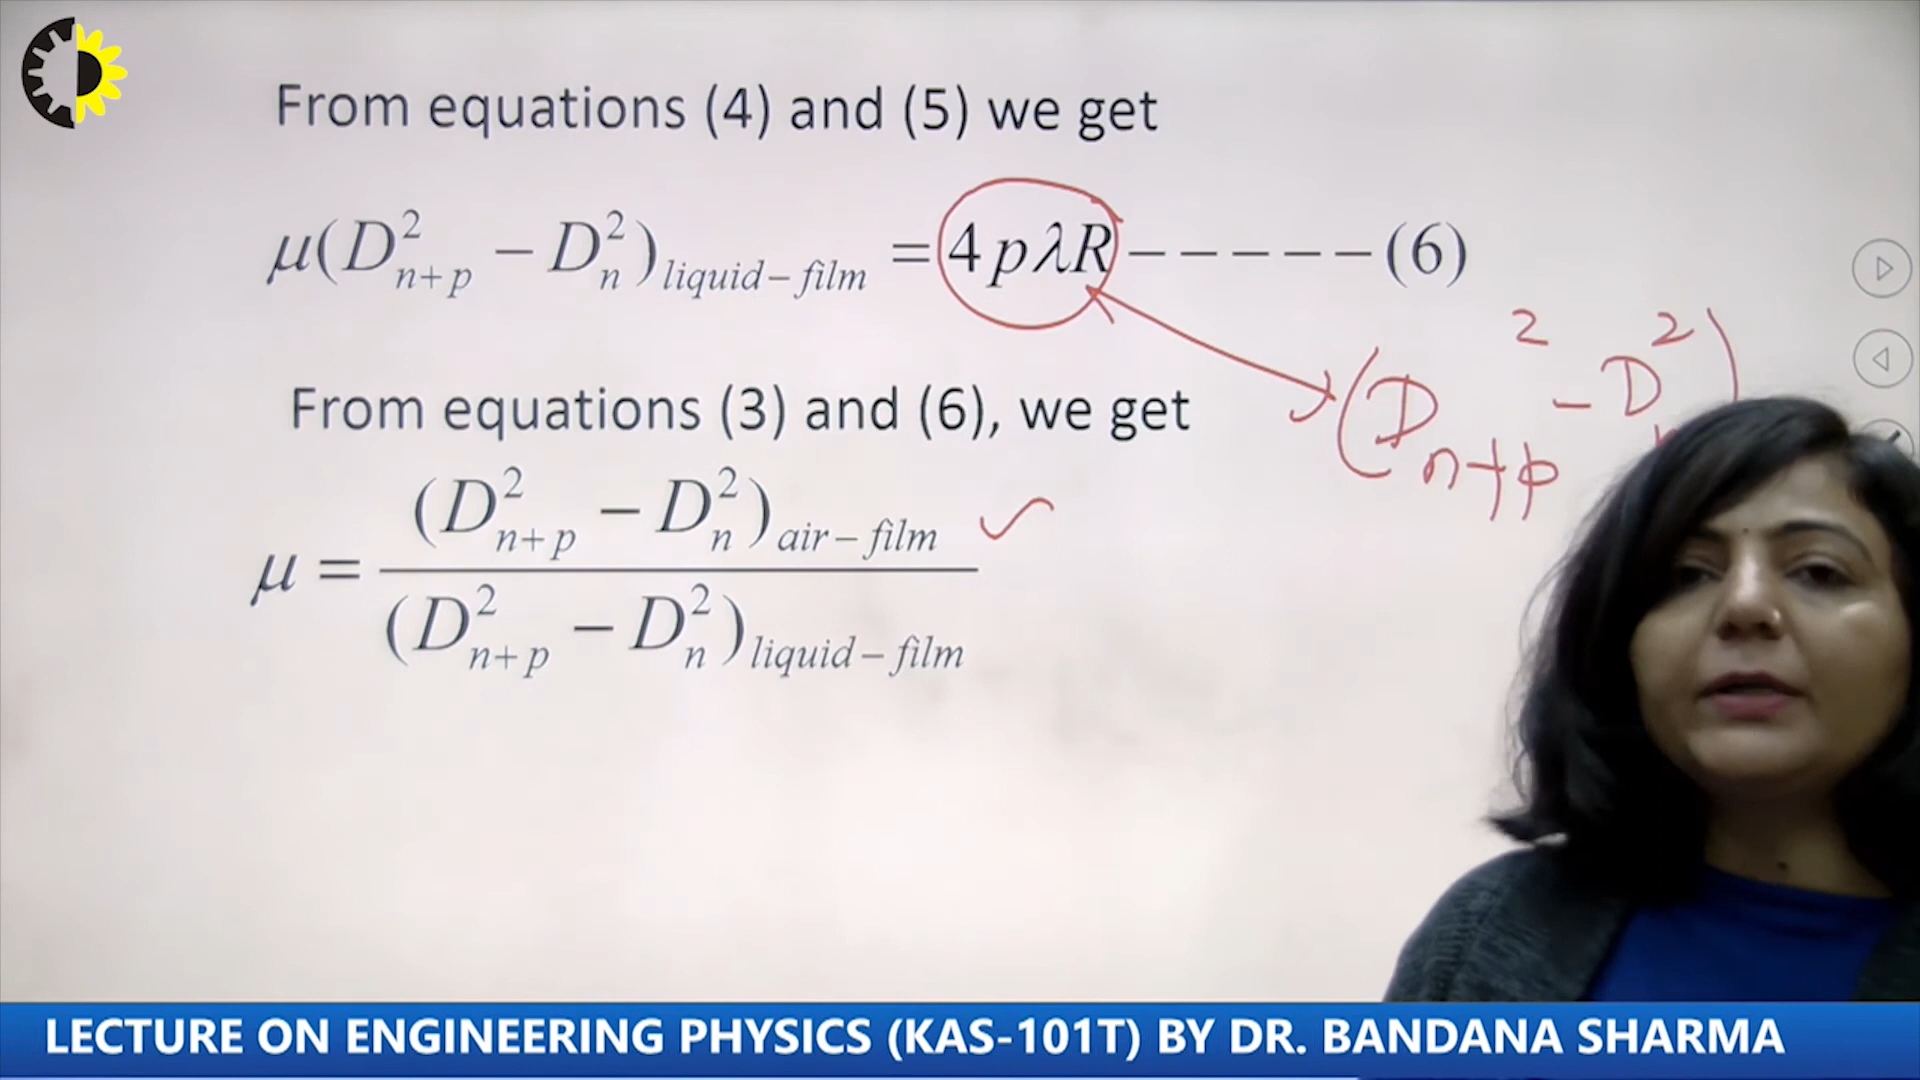 From equations (4) and (5) we get
μ(D²ₙ₊ₚ − D²ₙ)liquid−film = 4pλR − − − − − (6)
(D²ₙ₊ₚ − D²
From equations (3) and (6), we get
μ = (D²ₙ₊ₚ − D²ₙ)air−film / (D²ₙ₊ₚ − D²ₙ)liquid−film
LECTURE ON ENGINEERING PHYSICS (KAS-101T) BY DR. BANDANA SHARMA